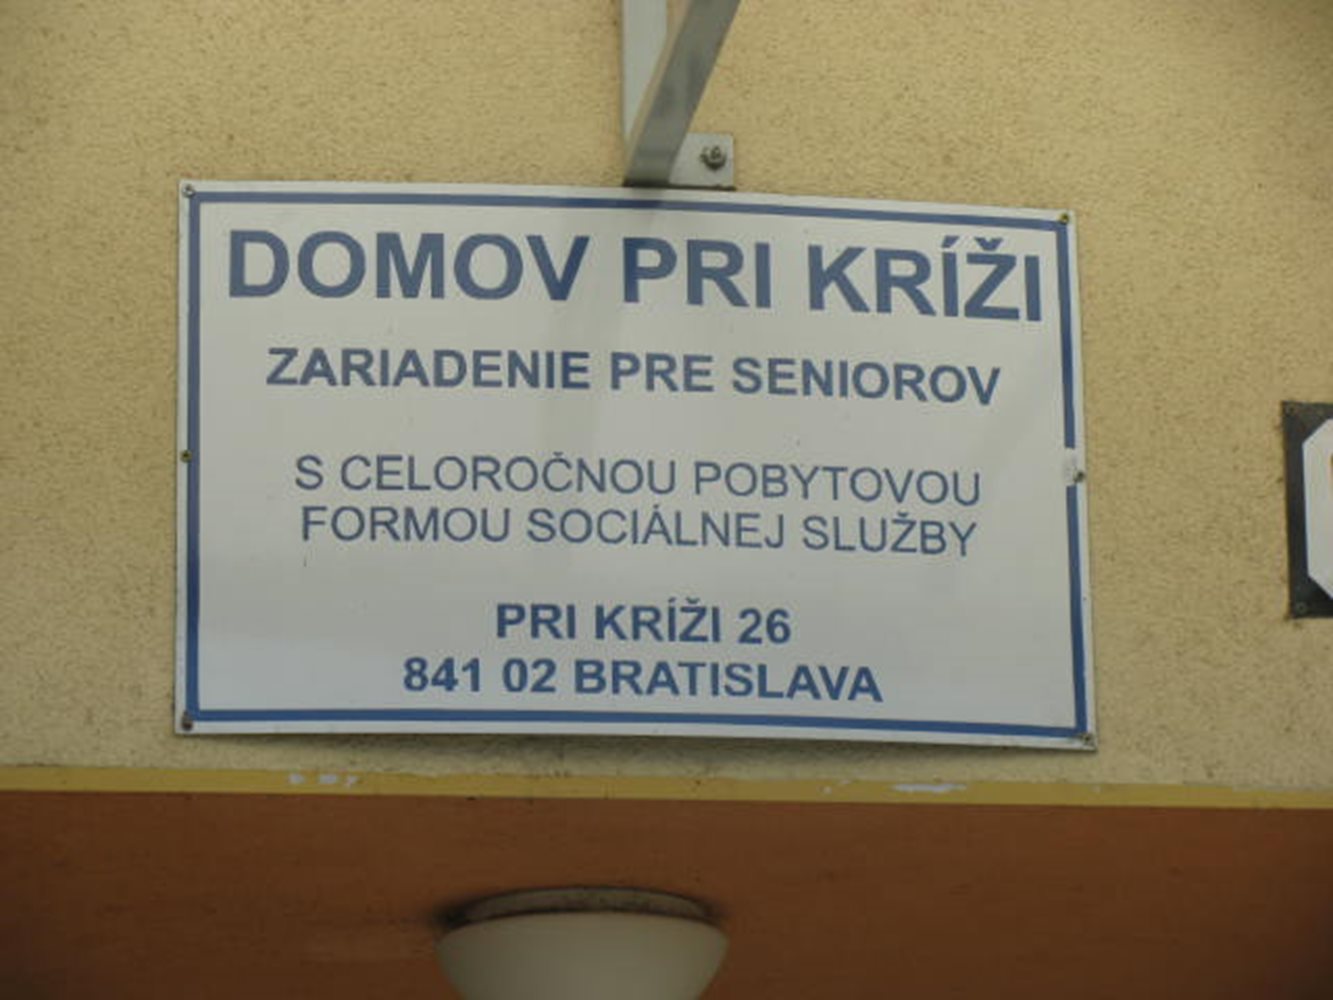 DOMOV PRI KRÍŽI
ZARIADENIE PRE SENIOROV
S CELOROČNOU POBYTOVOU
FORMOU SOCIÁLNEJ SLUŽBY
PRI KRÍŽI 26
841 02 BRATISLAVA